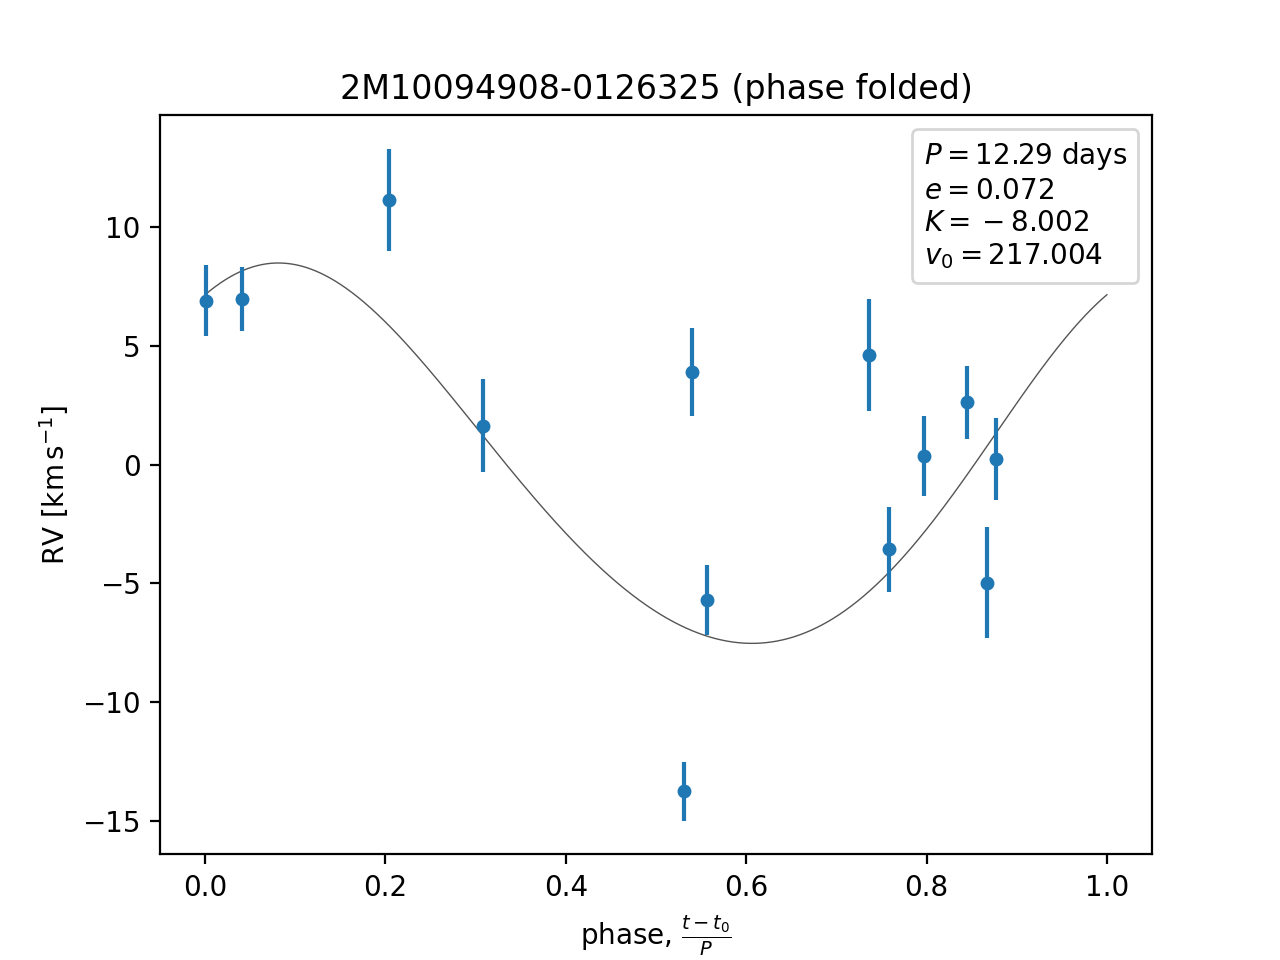 2M10094908-0126325 (phase folded)
P = 12.29 days
e = 0.072
K = −8.002
v₀ = 217.004
RV [km s⁻¹]
10
5
0
−5
−10
−15
0.0 0.2 0.4 0.6 0.8 1.0
phase, (t − t₀)/P